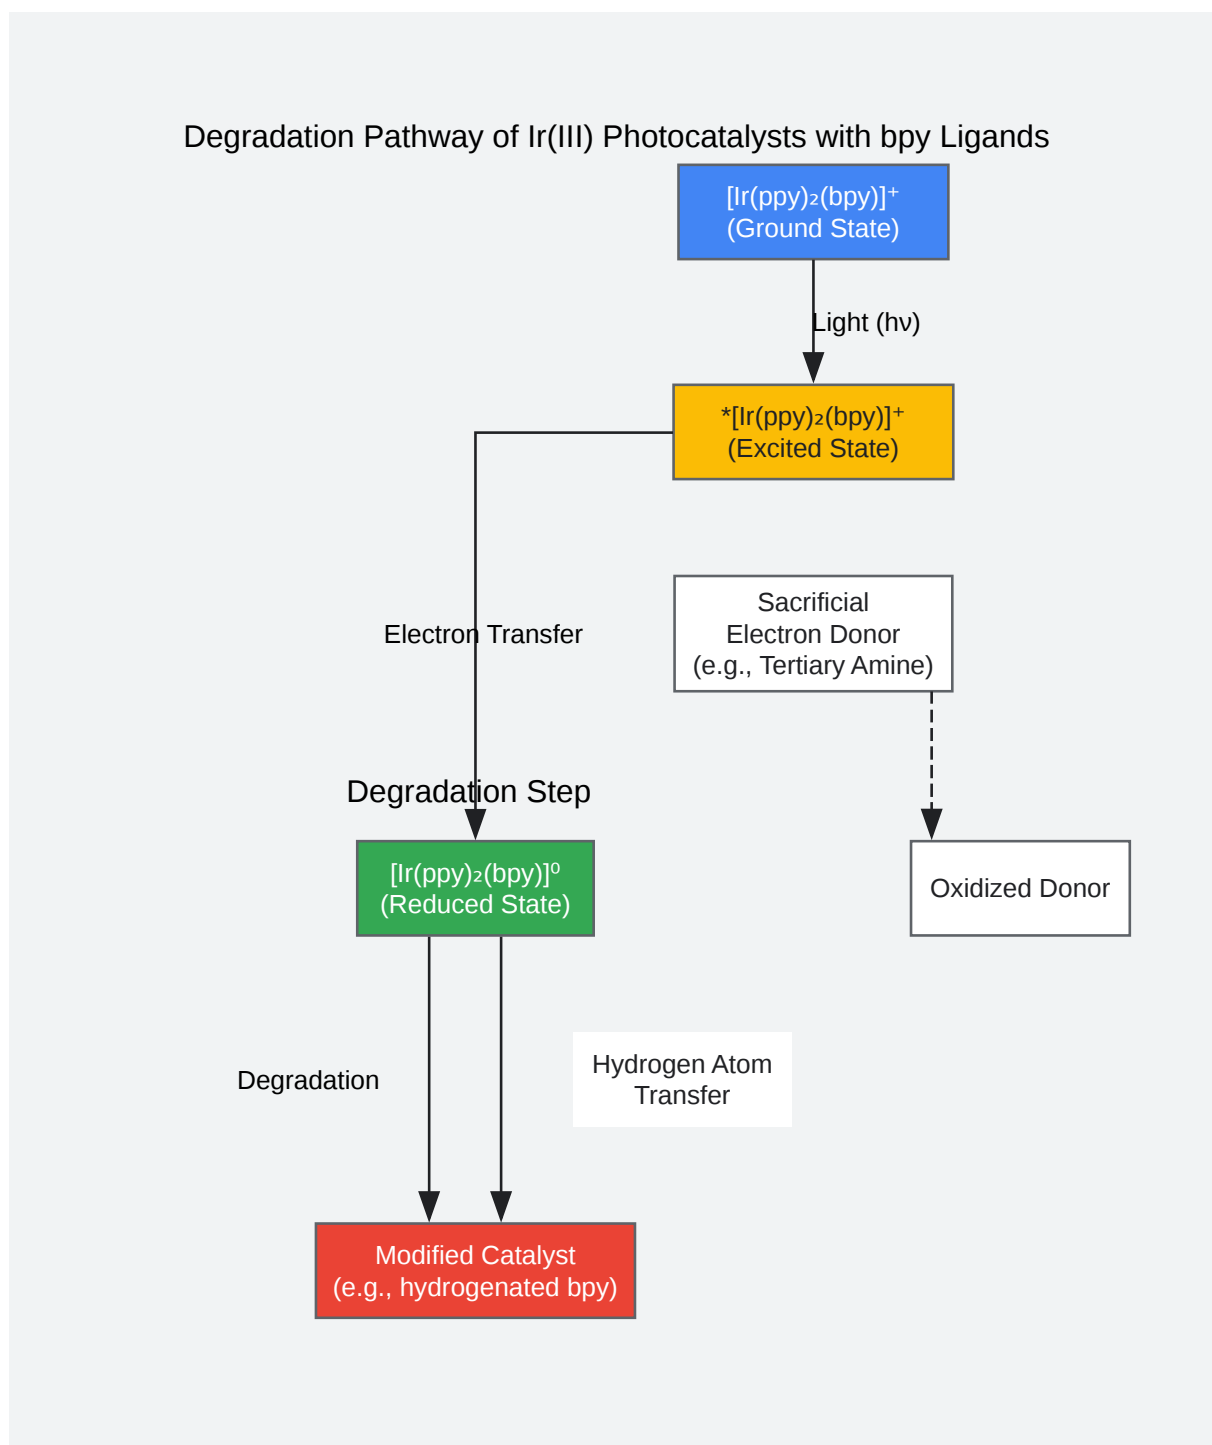 Degradation Pathway of Ir(III) Photocatalysts with bpy Ligands
[Ir(ppy)₂(bpy)]⁺
(Ground State)
Light (hν)
*[Ir(ppy)₂(bpy)]⁺
(Excited State)
Sacrificial
Electron Donor
(e.g., Tertiary Amine)
Electron Transfer
Degradation Step
[Ir(ppy)₂(bpy)]⁰
(Reduced State)
Oxidized Donor
Degradation
Hydrogen Atom
Transfer
Modified Catalyst
(e.g., hydrogenated bpy)